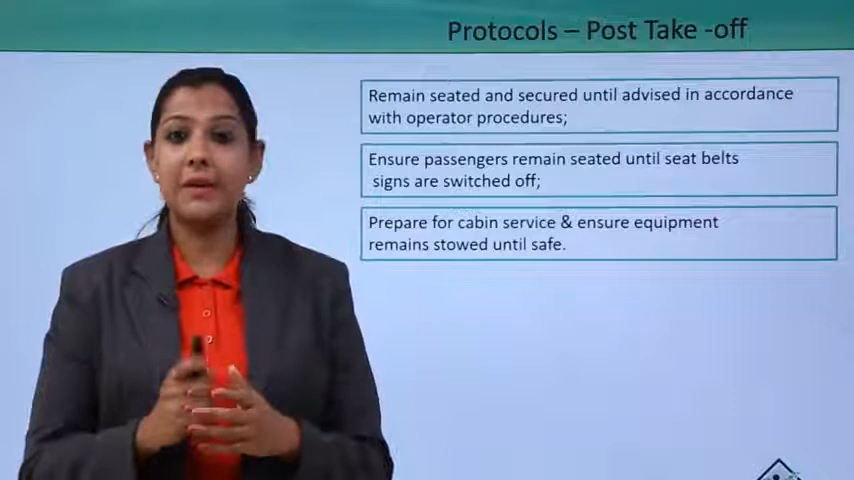 Protocols – Post Take -off
Remain seated and secured until advised in accordance
with operator procedures;
Ensure passengers remain seated until seat belts
signs are switched off;
Prepare for cabin service & ensure equipment
remains stowed until safe.